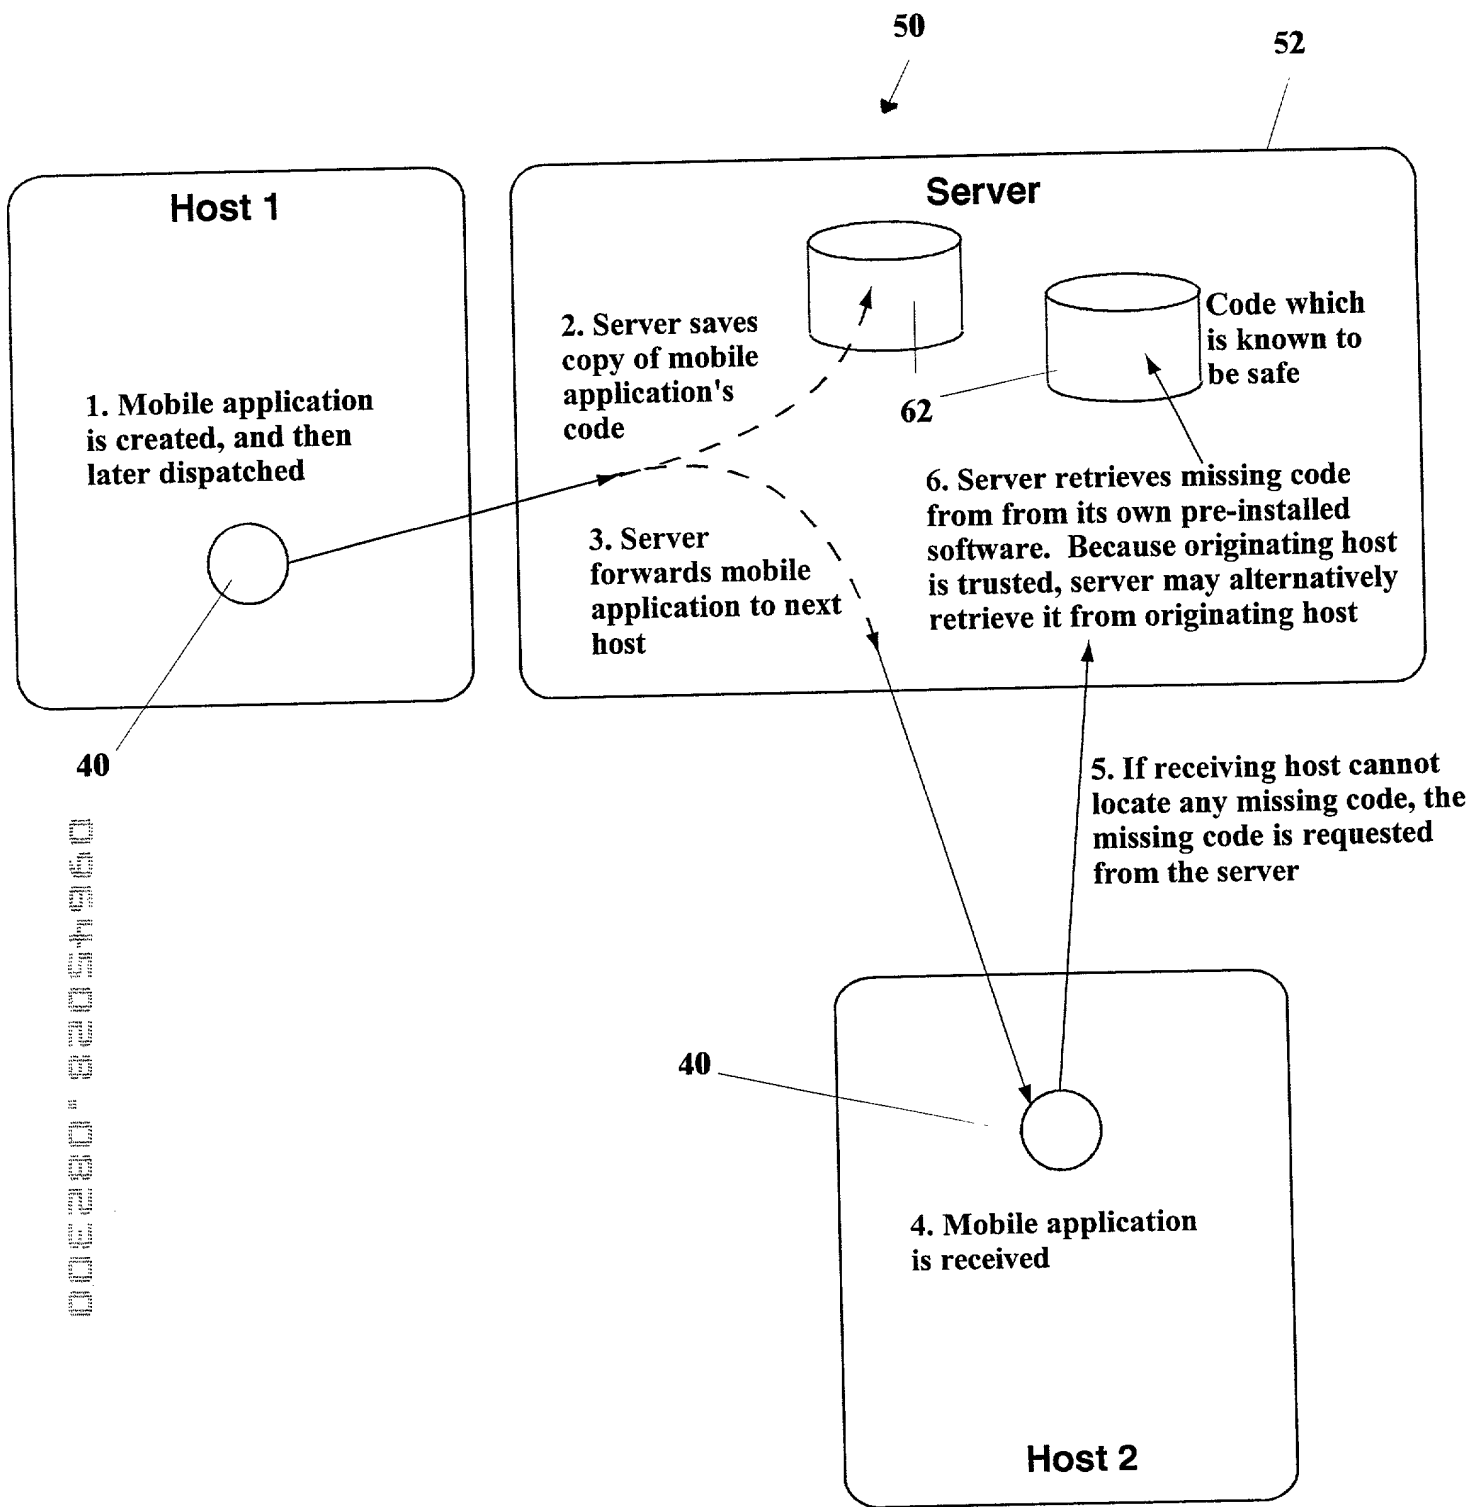 50
52
Host 1
Server
2. Server saves
copy of mobile
application's
code
Code which
is known to
be safe
62
1. Mobile application
is created, and then
later dispatched
6. Server retrieves missing code
from from its own pre-installed
software. Because originating host
is trusted, server may alternatively
retrieve it from originating host
3. Server
forwards mobile
application to next
host
40
5. If receiving host cannot
locate any missing code, the
missing code is requested
from the server
09645028.082300
40
4. Mobile application
is received
Host 2